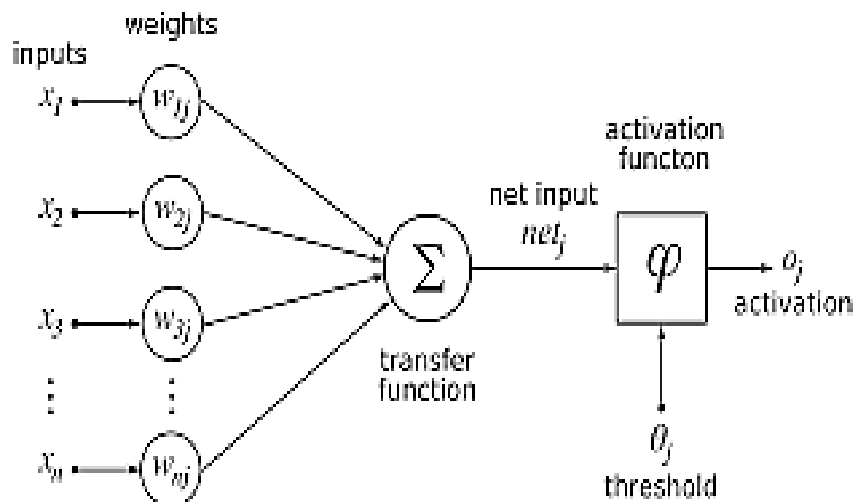 weights
inputs
x₁ w₁ⱼ
activation
functon
x₂ w₂ⱼ
net input
netⱼ
Σ
φ
oⱼ
activation
x₃ w₃ⱼ
transfer
function
⋮ ⋮
xₙ wₙⱼ
θⱼ
threshold